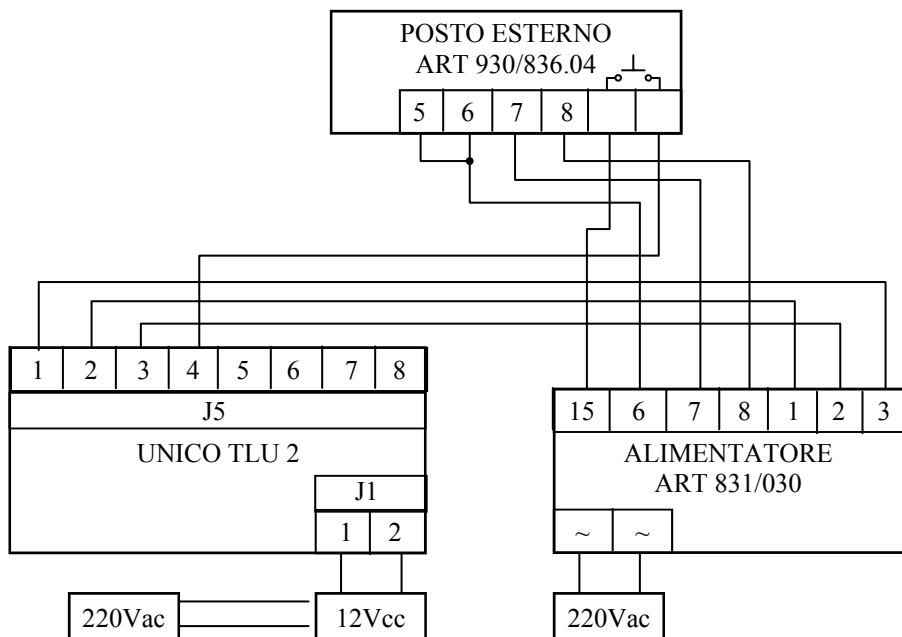 POSTO ESTERNO
ART 930/836.04
5 6 7 8
1 2 3 4 5 6 7 8
J5
UNICO TLU 2
J1
1 2
15 6 7 8 1 2 3
ALIMENTATORE
ART 831/030
~ ~
220Vac
12Vcc
220Vac